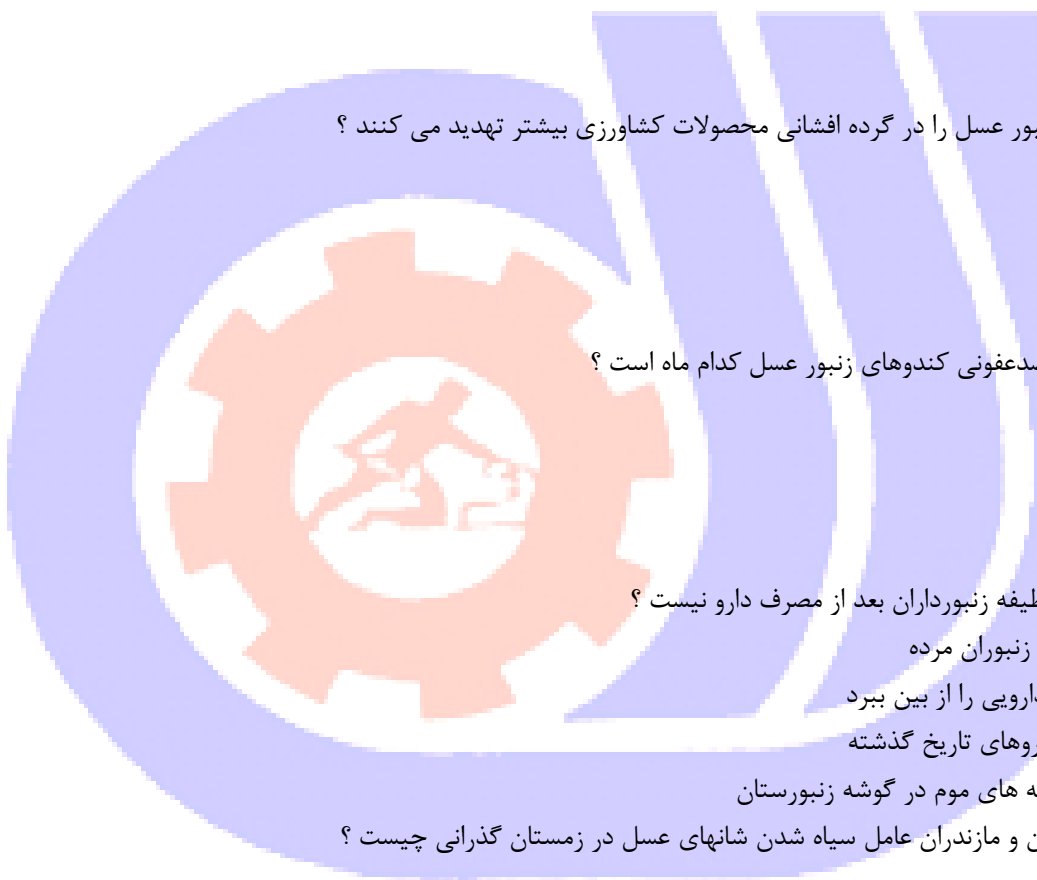 بور عسل را در گرده افشانی محصولات کشاورزی بیشتر تهدید می کنند ؟
ضدعفونی کندوهای زنبور عسل کدام ماه است ؟
ظیفه زنبورداران بعد از مصرف دارو نیست ؟
زنبوران مرده
دارویی را از بین ببرد
روهای تاریخ گذشته
ه های موم در گوشه زنبورستان
ن و مازندران عامل سیاه شدن شانهای عسل در زمستان گذرانی چیست ؟